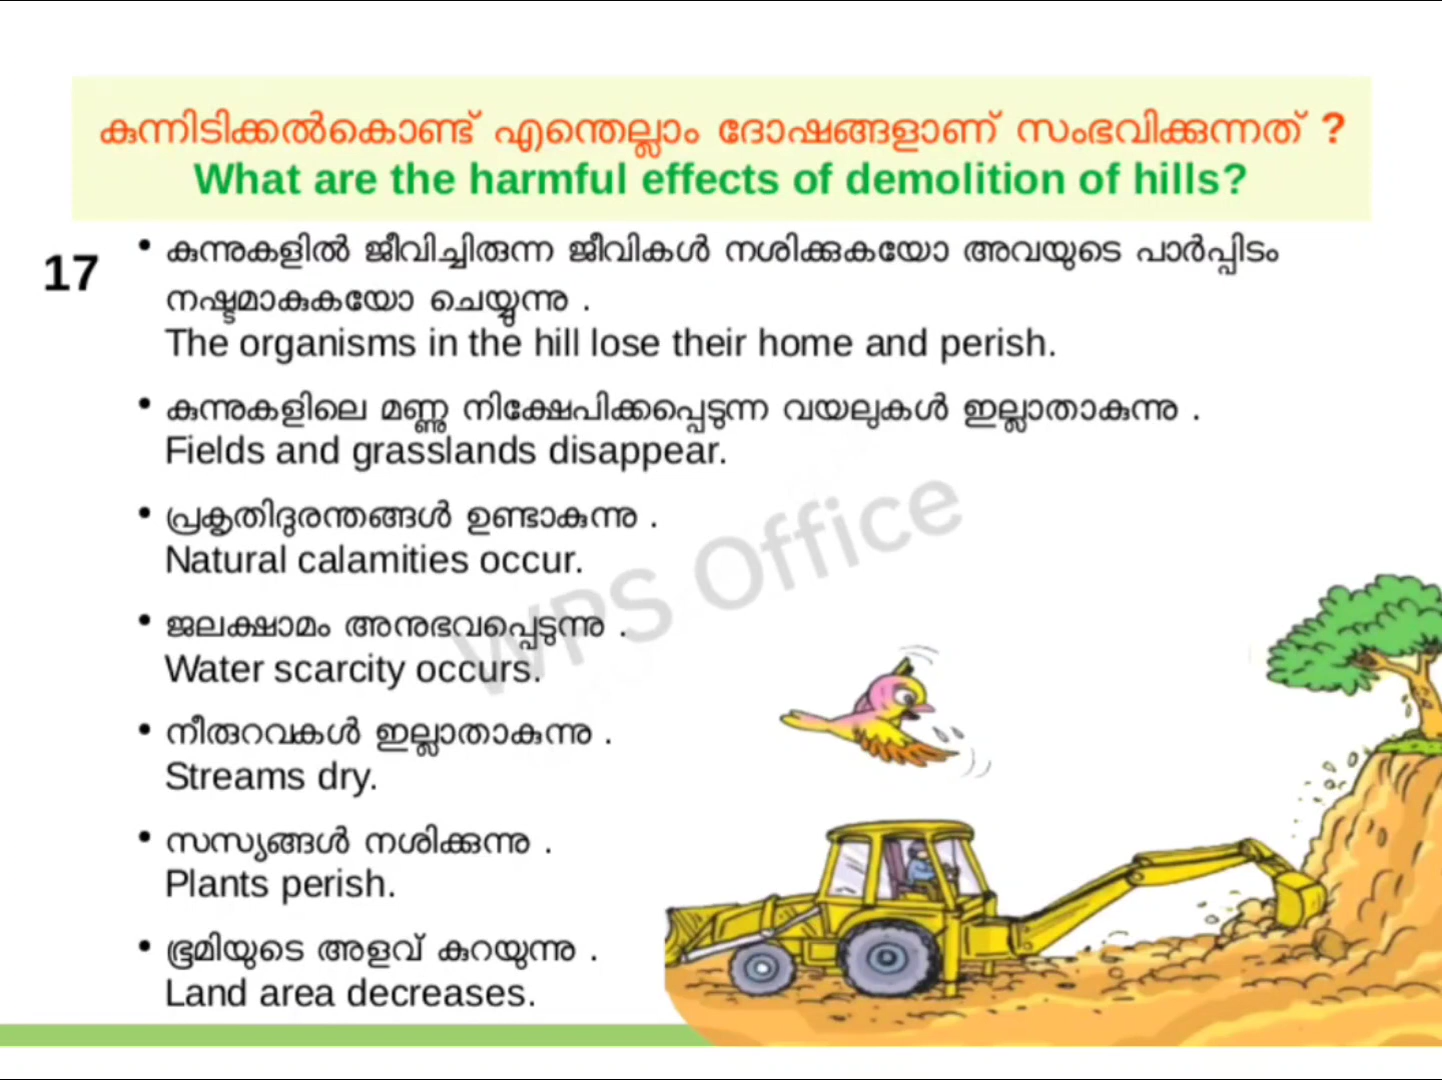 കുന്നിടിക്കൽകൊണ്ട് എന്തെല്ലാം ദോഷങ്ങളാണ് സംഭവിക്കുന്നത് ?
What are the harmful effects of demolition of hills?
17
• കുന്നുകളിൽ ജീവിച്ചിരുന്ന ജീവികൾ നശിക്കുകയോ അവയുടെ പാർപ്പിടം
നഷ്ടമാകുകയോ ചെയ്യുന്നു .
The organisms in the hill lose their home and perish.
• കുന്നുകളിലെ മണ്ണു നിക്ഷേപിക്കപ്പെടുന്ന വയലുകൾ ഇല്ലാതാകുന്നു .
Fields and grasslands disappear.
• പ്രകൃതിദുരന്തങ്ങൾ ഉണ്ടാകുന്നു .
Natural calamities occur.
• ജലക്ഷാമം അനുഭവപ്പെടുന്നു .
Water scarcity occurs.
• നീരുറവകൾ ഇല്ലാതാകുന്നു .
Streams dry.
• സസ്യങ്ങൾ നശിക്കുന്നു .
Plants perish.
• ഭൂമിയുടെ അളവ് കുറയുന്നു .
Land area decreases.
WPS Office